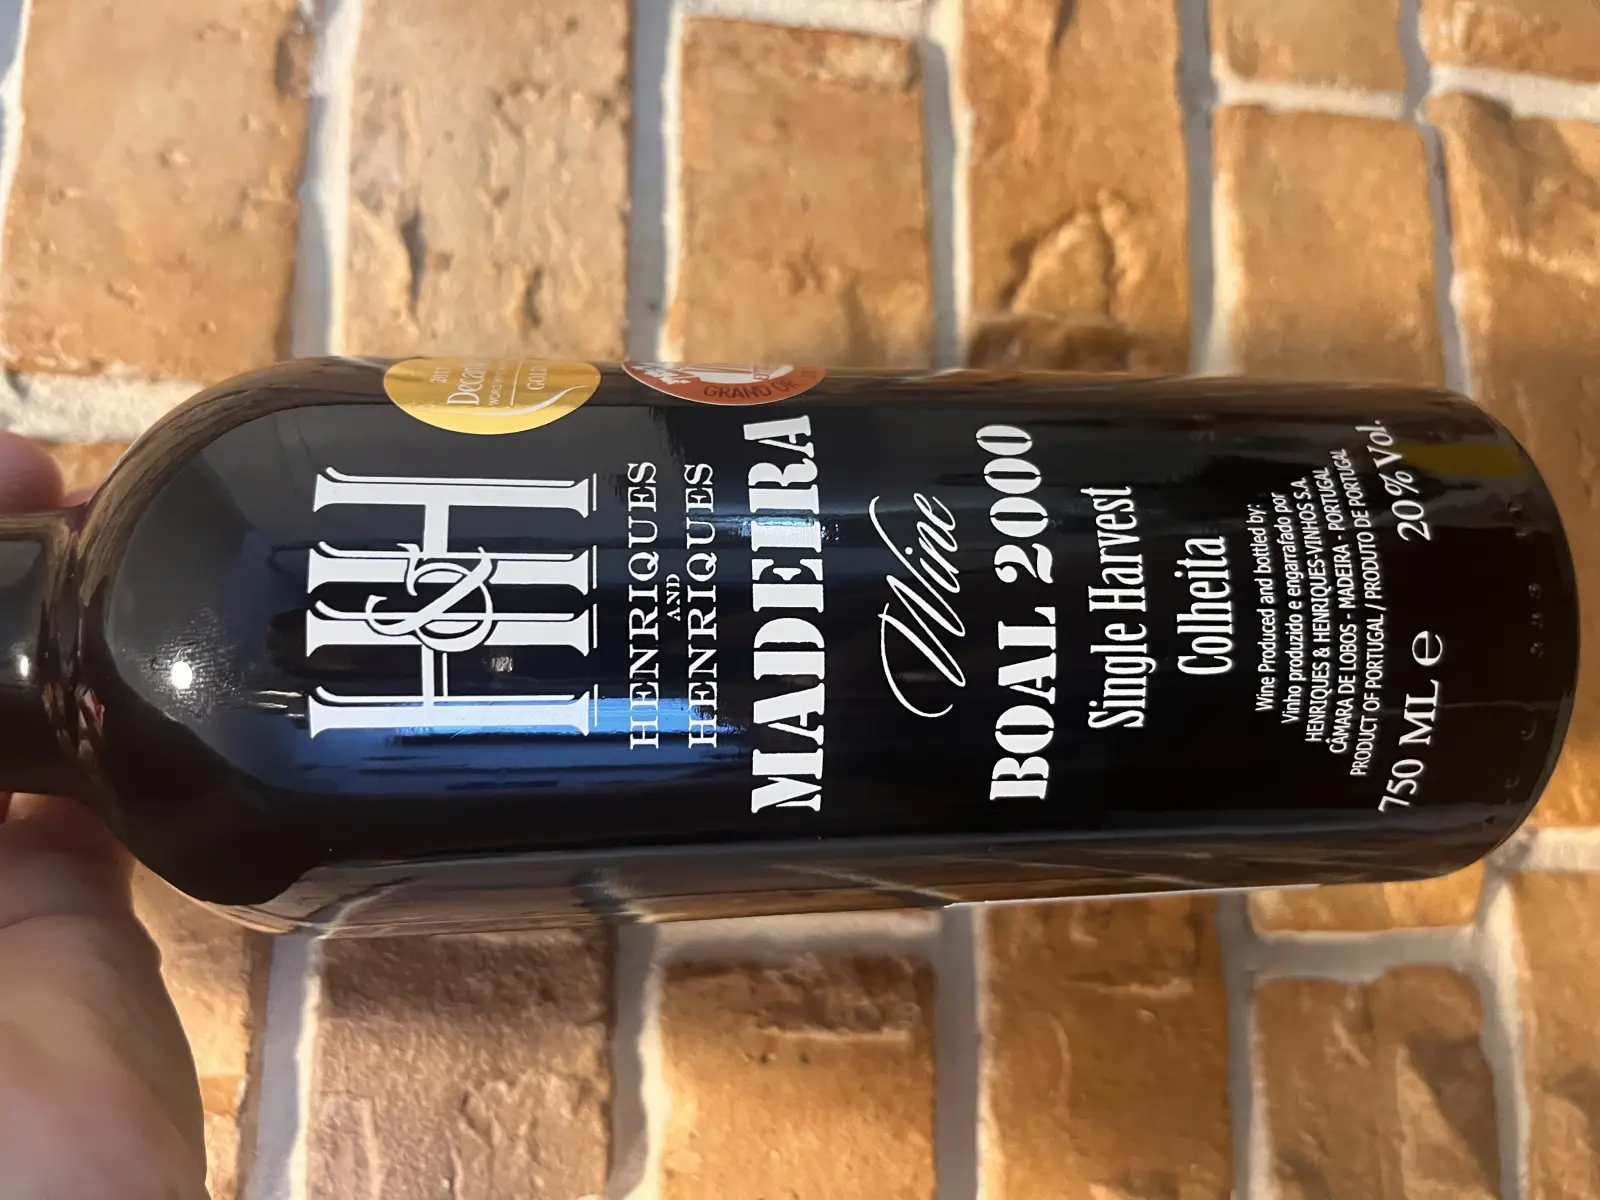 H&H
HENRIQUES
AND
HENRIQUES
MADEIRA
Wine
BOAL 2000
Single Harvest
Colheita
Wine Produced and bottled by:
Vinho produzido e engarrafado por
HENRIQUES & HENRIQUES-VINHOS S.A.
CÂMARA DE LOBOS - MADEIRA - PORTUGAL
PRODUCT OF PORTUGAL / PRODUTO DE PORTUGAL
750 ML e 20% Vol.
GOLD
GRAND OR